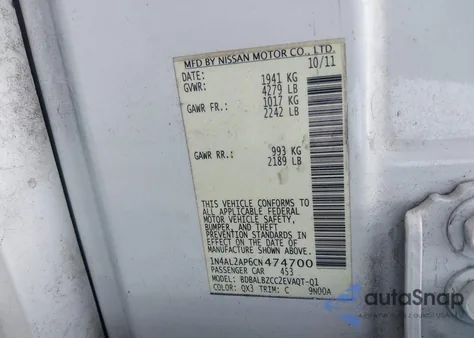 MFD BY NISSAN MOTOR CO., LTD.
10/11
DATE:
GVWR: 1941 KG
4279 LB
GAWR FR.: 1017 KG
2242 LB
GAWR RR.: 993 KG
2189 LB
THIS VEHICLE CONFORMS TO
ALL APPLICABLE FEDERAL
MOTOR VEHICLE SAFETY,
BUMPER, AND THEFT
PREVENTION STANDARDS
IN EFFECT ON THE DATE OF
MANUFACTURE SHOWN ABOVE.
1N4AL2AP6CN474700
PASSENGER CAR 453
MODEL: BDBALBZCCZEVAQT-Q1
COLOR: QX3 TRIM: C 9N00A
autoSnap